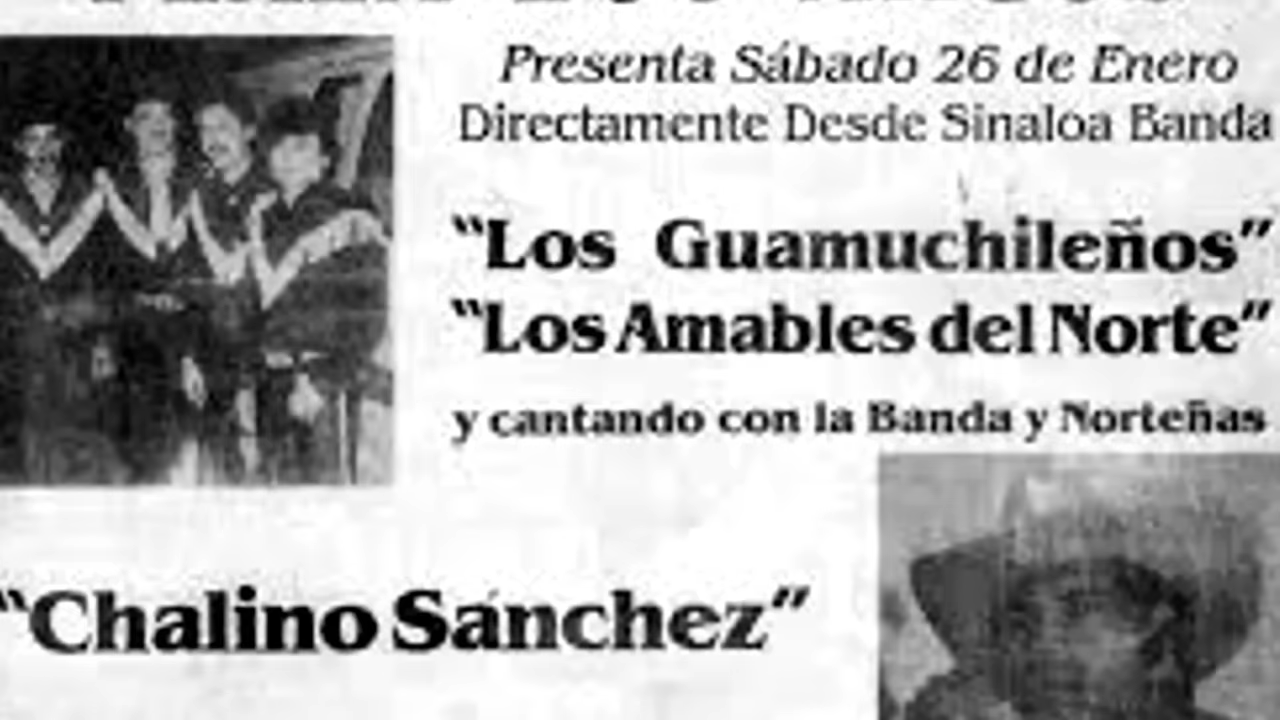 Presenta Sábado 26 de Enero
Directamente Desde Sinaloa Banda
“Los Guamuchileños”
“Los Amables del Norte”
y cantando con la Banda y Norteñas
“Chalino Sánchez”